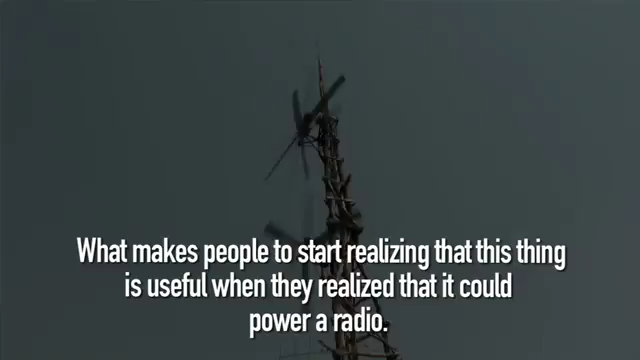 What makes people to start realizing that this thing
is useful when they realized that it could
power a radio.